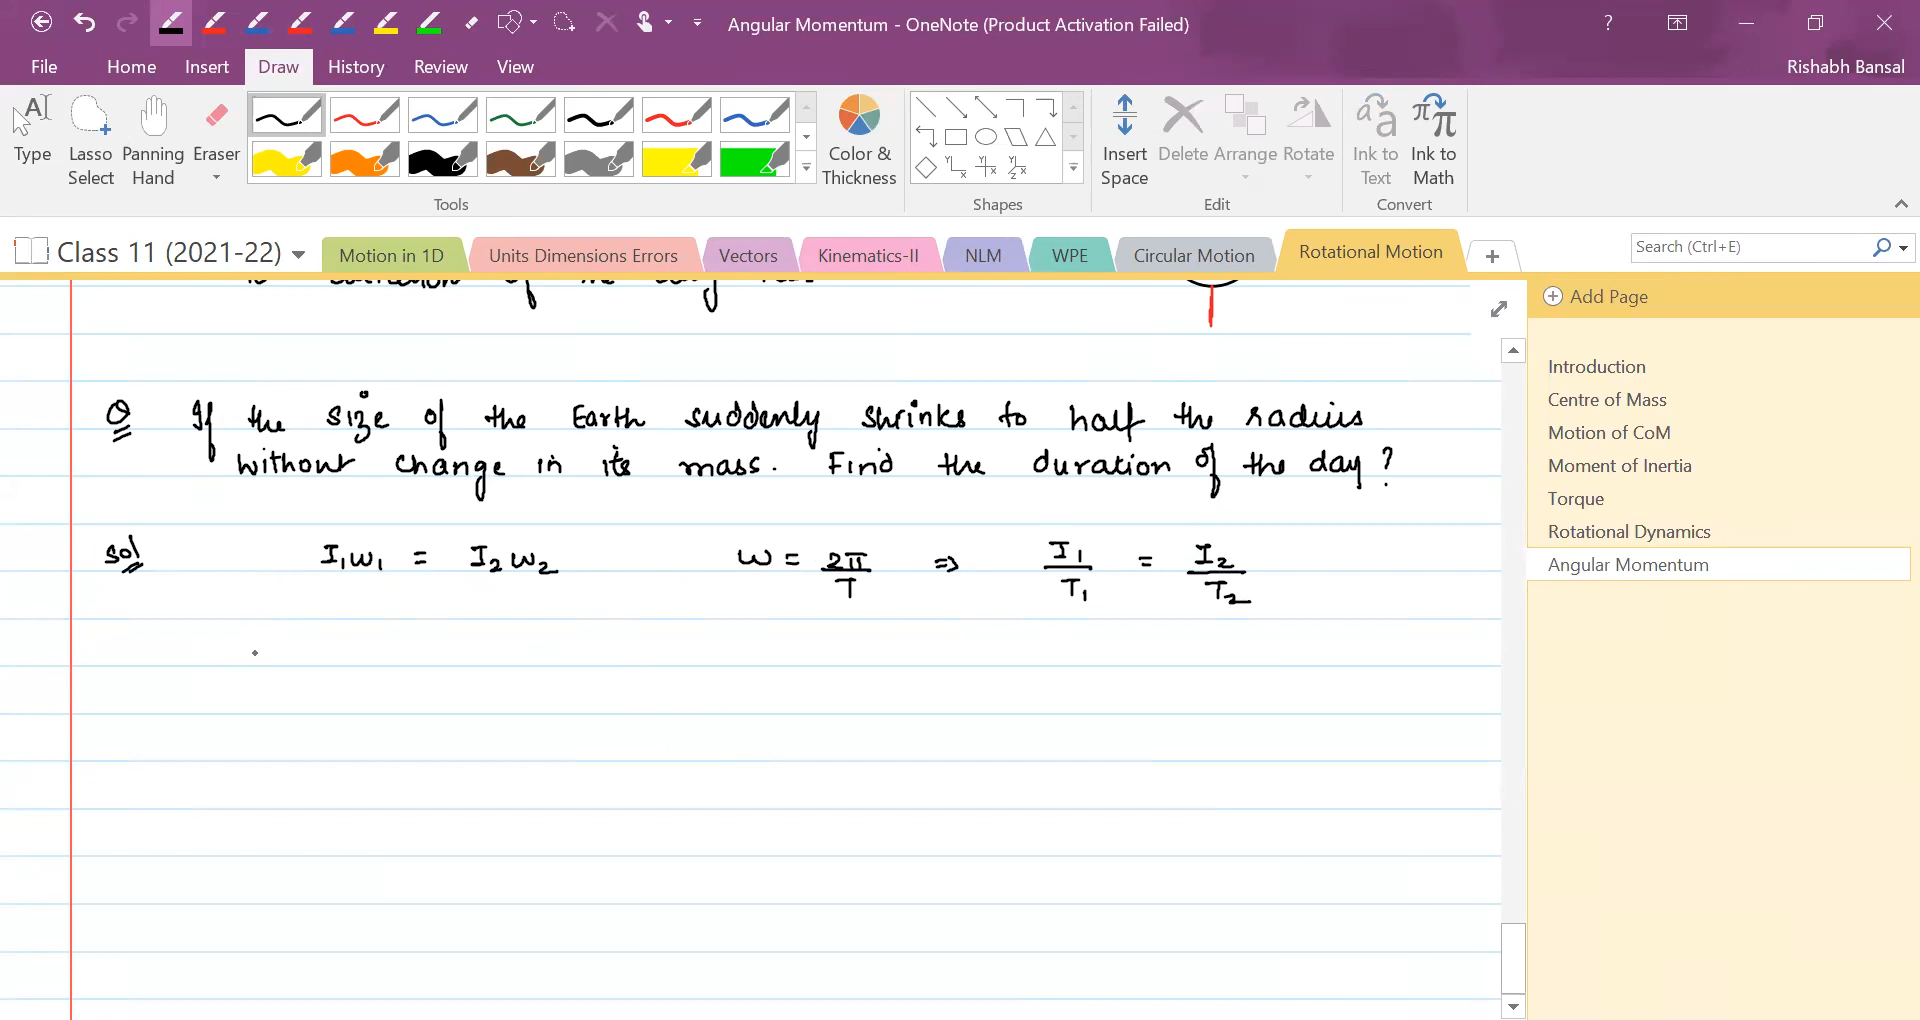 Angular Momentum - OneNote (Product Activation Failed)
?
File Home Insert Draw History Review View
Rishabh Bansal
Type
Lasso Select
Panning Hand
Eraser
Color & Thickness
Insert Space
Delete
Arrange
Rotate
Ink to Text
Ink to Math
Tools
Shapes
Edit
Convert
Class 11 (2021-22)
Motion in 1D
Units Dimensions Errors
Vectors
Kinematics-II
NLM
WPE
Circular Motion
Rotational Motion
Search (Ctrl+E)
Add Page
Introduction
Centre of Mass
Motion of CoM
Moment of Inertia
Torque
Rotational Dynamics
Angular Momentum
of the
Q If the size of the Earth suddenly shrinks to half the radius
without change in its mass. Find the duration of the day?
Sol I₁ω₁ = I₂ω₂ ω = 2π/T ⇒ I₁/T₁ = I₂/T₂